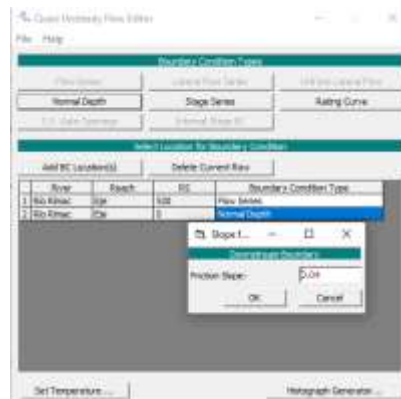 Quasi Unsteady Flow Editor
File Help
Boundary Condition Types
Flow Series Lateral Flow Series Uniform Lateral Flow
Normal Depth Stage Series Rating Curve
T.S. Gate Openings Internal Stage BC
Select Location for Boundary Condition
Add BC Location(s) Delete Current Row
River Reach RS Boundary Condition Type
1 Rio Rimac Eje 500 Flow Series
2 Rio Rimac Eje 0 Normal Depth
Slope f...
Downstream Boundary
Friction Slope: 0.04
OK Cancel
Set Temperature ... Histograph Generator ...